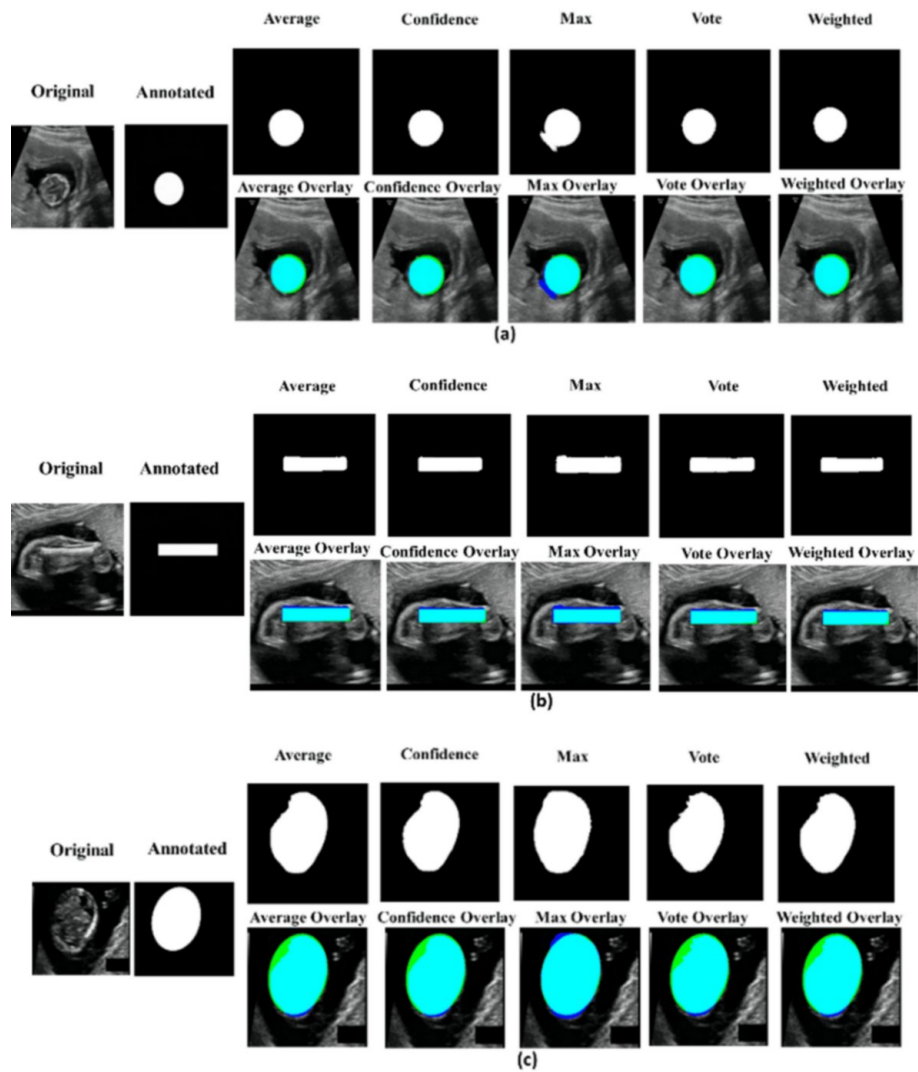 Average Confidence Max Vote Weighted
Original Annotated
Average Overlay Confidence Overlay Max Overlay Vote Overlay Weighted Overlay
(a)
Average Confidence Max Vote Weighted
Original Annotated
Average Overlay Confidence Overlay Max Overlay Vote Overlay Weighted Overlay
(b)
Average Confidence Max Vote Weighted
Original Annotated
Average Overlay Confidence Overlay Max Overlay Vote Overlay Weighted Overlay
(c)